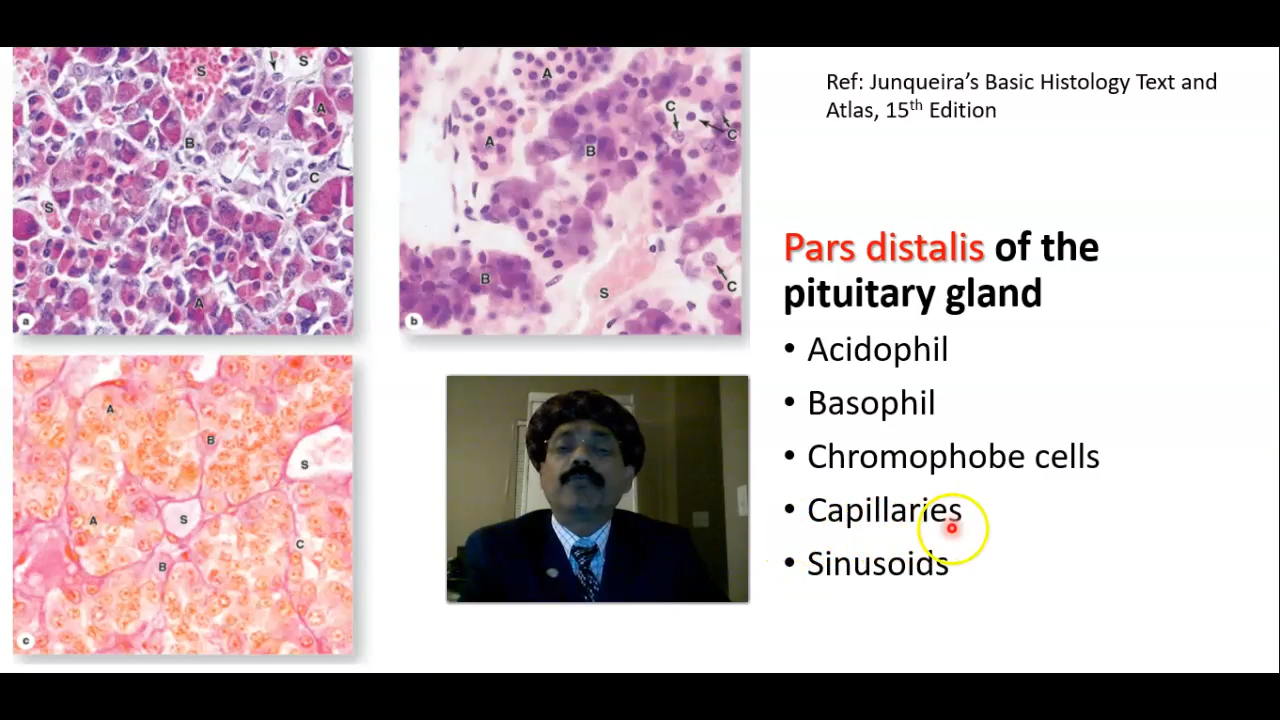 S
S
A
B
C
S
A
a
A
C
C
A
B
B
C
S
b
Ref: Junqueira’s Basic Histology Text and
Atlas, 15th Edition
Pars distalis of the
pituitary gland
• Acidophil
• Basophil
• Chromophobe cells
• Capillaries
• Sinusoids
A
B
S
A
S
C
B
c